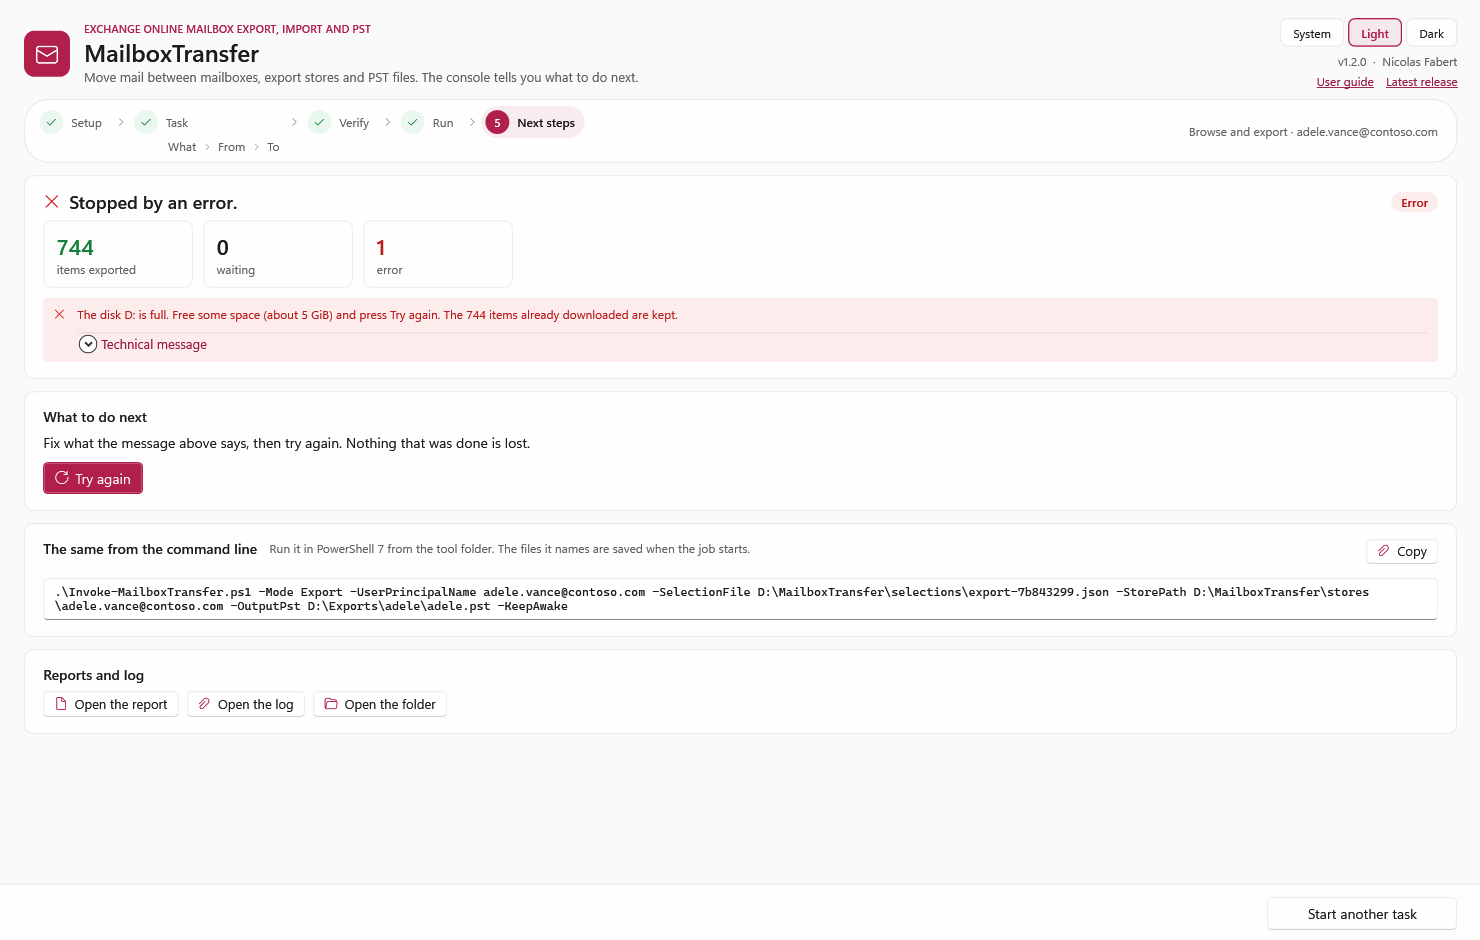 EXCHANGE ONLINE MAILBOX EXPORT, IMPORT AND PST
MailboxTransfer
Move mail between mailboxes, export stores and PST files. The console tells you what to do next.
System Light Dark
v1.2.0 · Nicolas Fabert
User guide Latest release
Setup Task Verify Run 5 Next steps
What From To
Browse and export · adele.vance@contoso.com
Stopped by an error.
Error
744
items exported
0
waiting
1
error
The disk D: is full. Free some space (about 5 GiB) and press Try again. The 744 items already downloaded are kept.
Technical message
What to do next
Fix what the message above says, then try again. Nothing that was done is lost.
Try again
The same from the command line Run it in PowerShell 7 from the tool folder. The files it names are saved when the job starts.
Copy
.\Invoke-MailboxTransfer.ps1 -Mode Export -UserPrincipalName adele.vance@contoso.com -SelectionFile D:\MailboxTransfer\selections\export-7b843299.json -StorePath D:\MailboxTransfer\stores
\adele.vance@contoso.com -OutputPst D:\Exports\adele\adele.pst -KeepAwake
Reports and log
Open the report Open the log Open the folder
Start another task